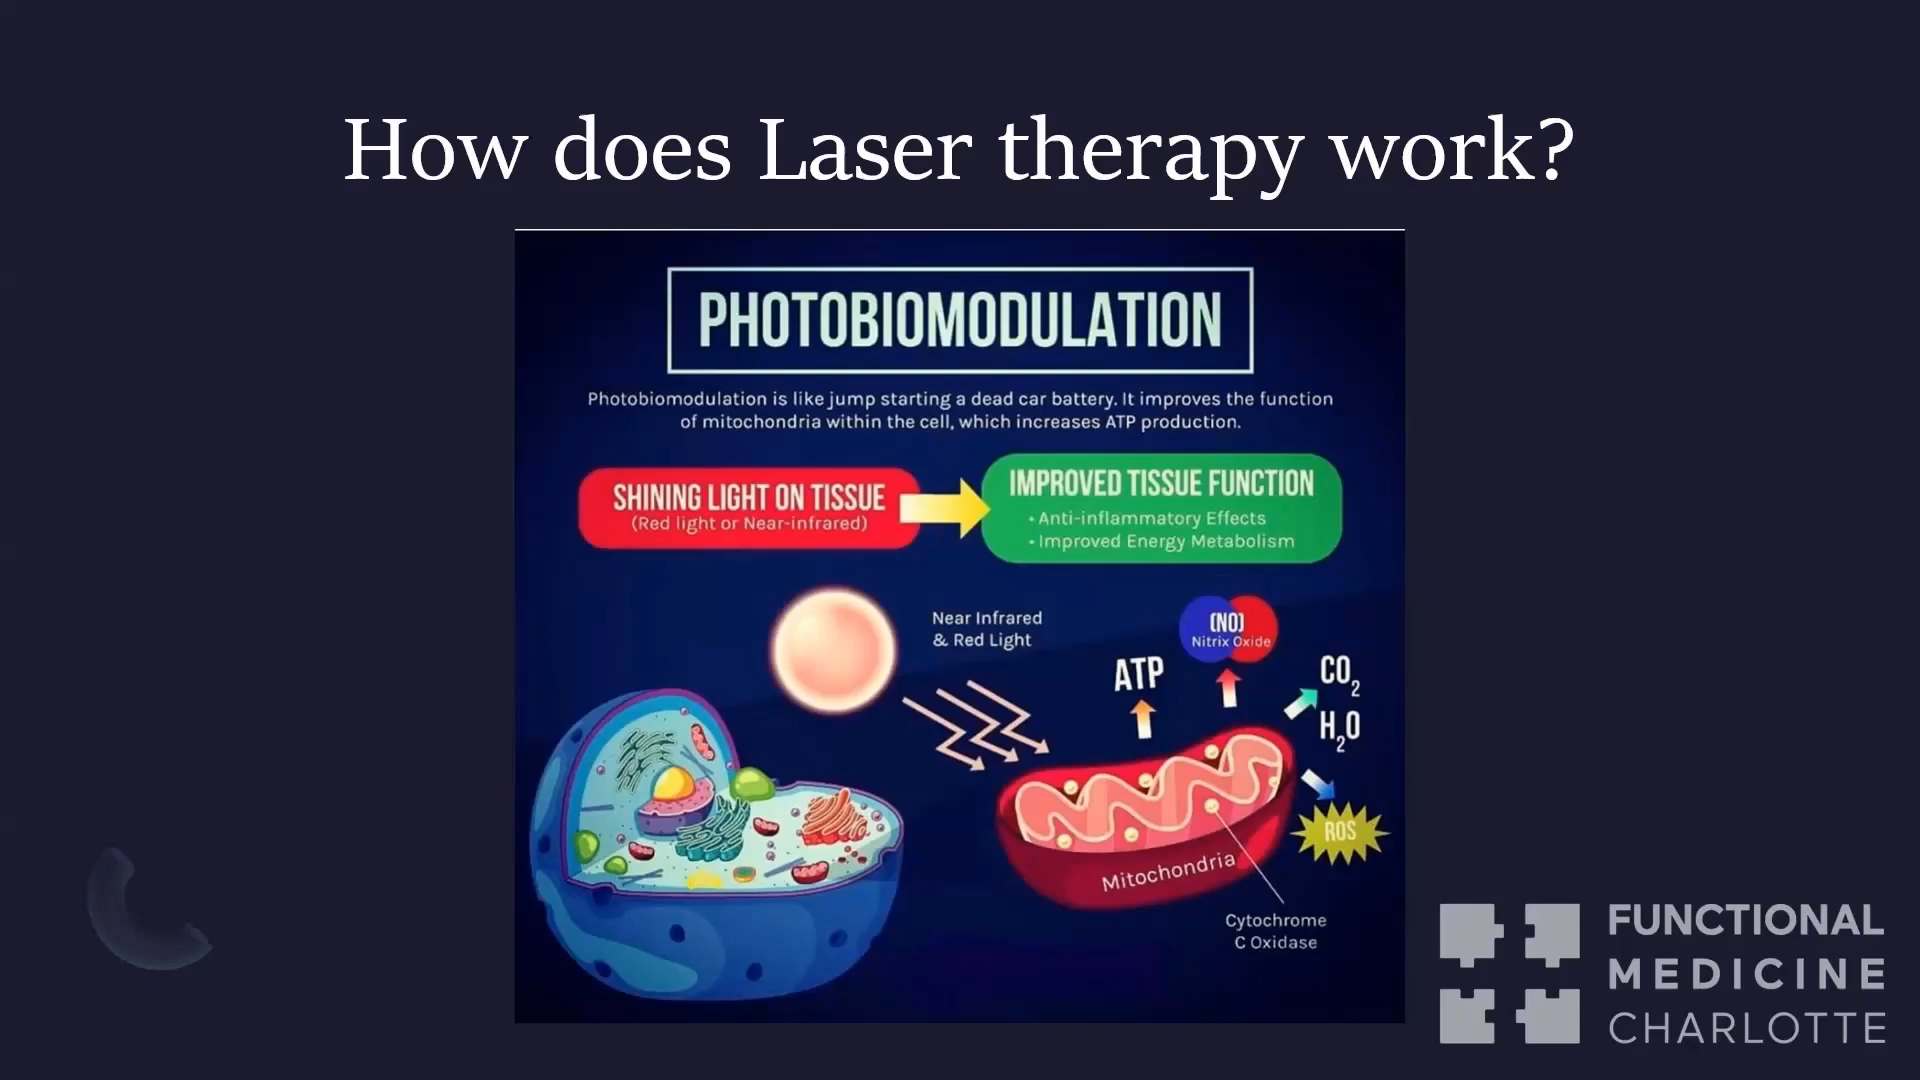 How does Laser therapy work?
PHOTOBIOMODULATION
Photobiomodulation is like jump starting a dead car battery. It improves the function
of mitochondria within the cell, which increases ATP production.
SHINING LIGHT ON TISSUE
(Red light or Near-infrared)
IMPROVED TISSUE FUNCTION
• Anti-inflammatory Effects
• Improved Energy Metabolism
Near Infrared
& Red Light
(NO)
Nitrix Oxide
ATP
CO2
H2O
ROS
Mitochondria
Cytochrome
C Oxidase
FUNCTIONAL
MEDICINE
CHARLOTTE